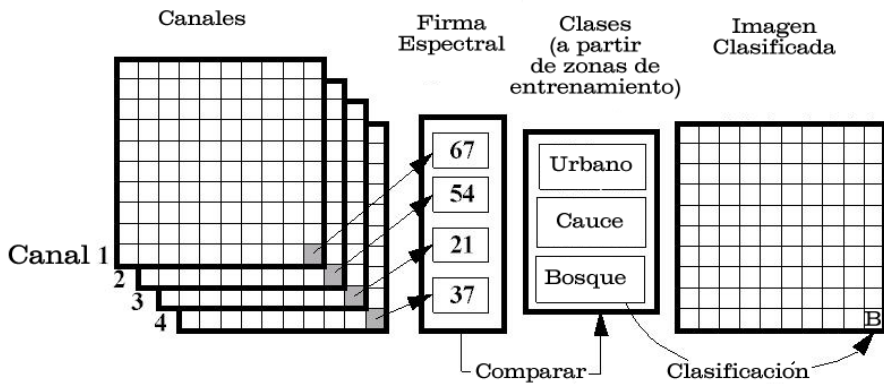 Canales
Firma
Espectral
Clases
(a partir
de zonas de
entrenamiento)
Imagen
Clasificada
Canal 1
2
3
4
67
54
21
37
Urbano
Cauce
Bosque
B
Comparar
Clasificación